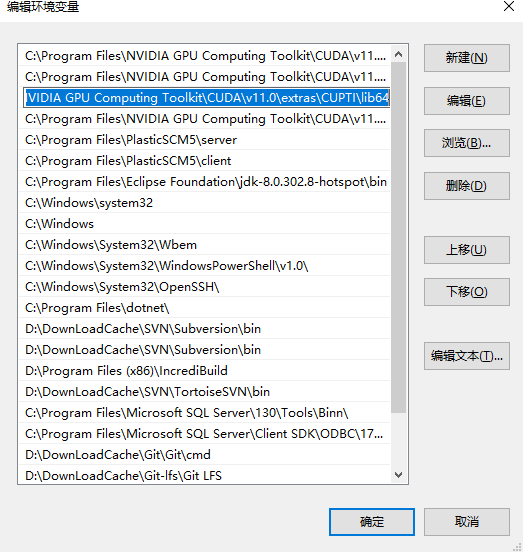 编辑环境变量
C:\Program Files\NVIDIA GPU Computing Toolkit\CUDA\v11....
C:\Program Files\NVIDIA GPU Computing Toolkit\CUDA\v11....
VIDIA GPU Computing Toolkit\CUDA\v11.0\extras\CUPTI\lib64
C:\Program Files\NVIDIA GPU Computing Toolkit\CUDA\v11....
C:\Program Files\PlasticSCM5\server
C:\Program Files\PlasticSCM5\client
C:\Program Files\Eclipse Foundation\jdk-8.0.302.8-hotspot\bin
C:\Windows\system32
C:\Windows
C:\Windows\System32\Wbem
C:\Windows\System32\WindowsPowerShell\v1.0\
C:\Windows\System32\OpenSSH\
C:\Program Files\dotnet\
D:\DownLoadCache\SVN\Subversion\bin
D:\DownLoadCache\SVN\Subversion\bin
D:\Program Files (x86)\IncrediBuild
D:\DownLoadCache\SVN\TortoiseSVN\bin
C:\Program Files\Microsoft SQL Server\130\Tools\Binn\
C:\Program Files\Microsoft SQL Server\Client SDK\ODBC\17...
D:\DownLoadCache\Git\Git\cmd
D:\DownLoadCache\Git-lfs\Git LFS
新建(N)
编辑(E)
浏览(B)...
删除(D)
上移(U)
下移(O)
编辑文本(T)...
确定
取消